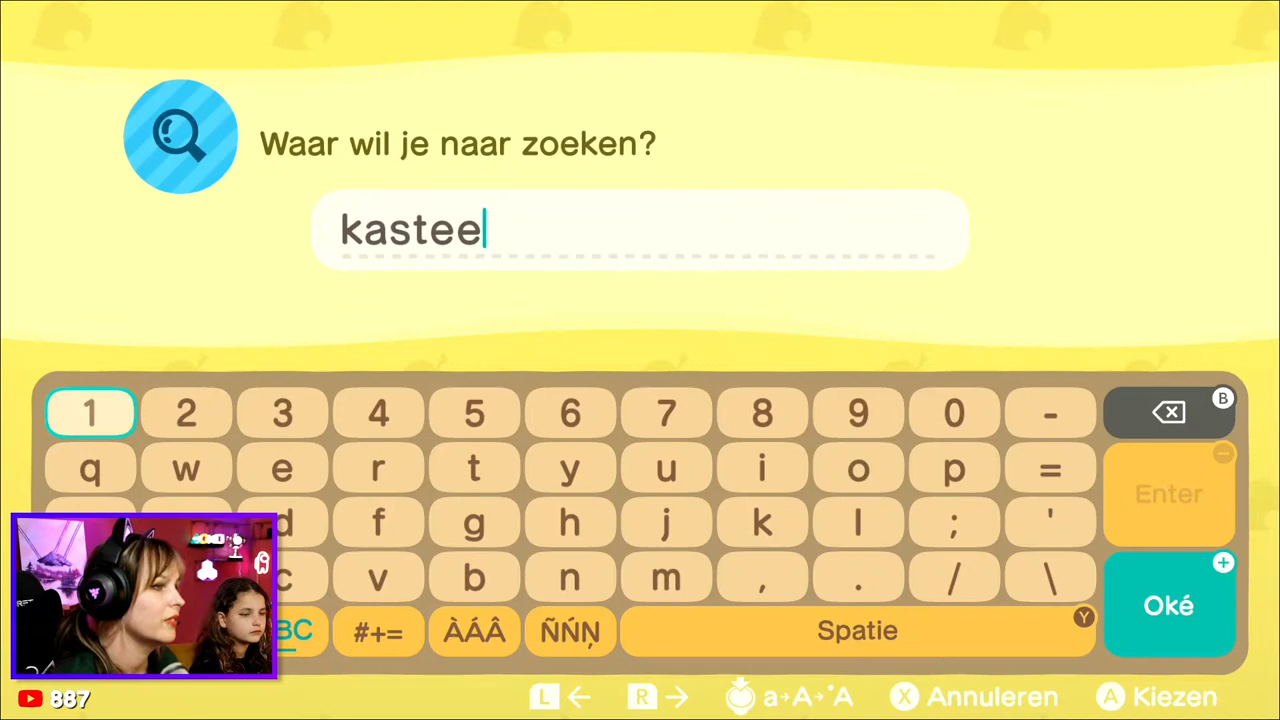 Waar wil je naar zoeken?
kastee
1 2 3 4 5 6 7 8 9 0 - B
q w e r t y u i o p = Enter
d f g h j k l ; '
c v b n m , . / \ + Oké
BC #+= ÀÁÂ ÑŃŅ Spatie Y
887 L ← R → a→A→*A X Annuleren A Kiezen